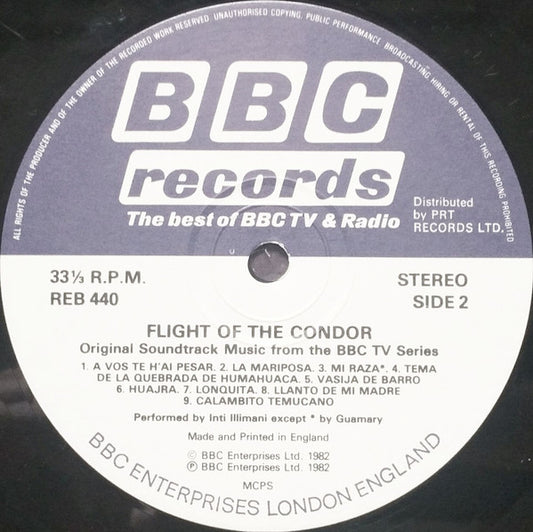 ALL RIGHTS OF THE PRODUCER AND OF THE OWNER OF THE RECORDED WORK RESERVED. UNAUTHORISED COPYING, PUBLIC PERFORMANCE, BROADCASTING HIRING OR RENTAL OF THIS RECORDING PROHIBITED
BBC
records
The best of BBC TV & Radio
Distributed
by PRT
RECORDS LTD.
33⅓ R.P.M.
REB 440
STEREO
SIDE 2
FLIGHT OF THE CONDOR
Original Soundtrack Music from the BBC TV Series
1. A VOS TE H'AI PESAR. 2. LA MARIPOSA. 3. MI RAZA*. 4. TEMA
DE LA QUEBRADA DE HUMAHUACA. 5. VASIJA DE BARRO
6. HUAJRA. 7. LONQUITA. 8. LLANTO DE MI MADRE
9. CALAMBITO TEMUCANO
Performed by Inti Illimani except * by Guamary
Made and Printed in England
© BBC Enterprises Ltd. 1982
℗ BBC Enterprises Ltd. 1982
MCPS
BBC ENTERPRISES LONDON ENGLAND